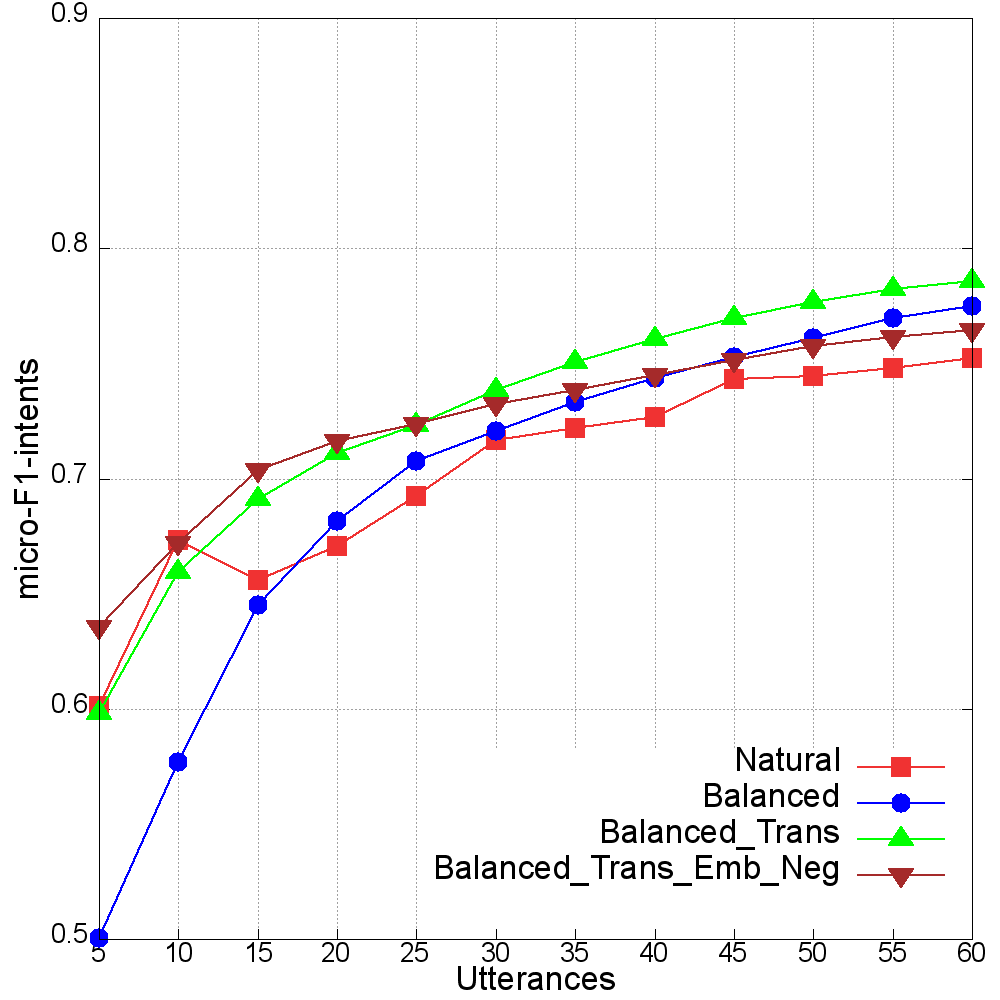 0.9
0.8
0.7
0.6
0.5
micro-F1-intents
Natural
Balanced
Balanced_Trans
Balanced_Trans_Emb_Neg
5 10 15 20 25 30 35 40 45 50 55 60
Utterances